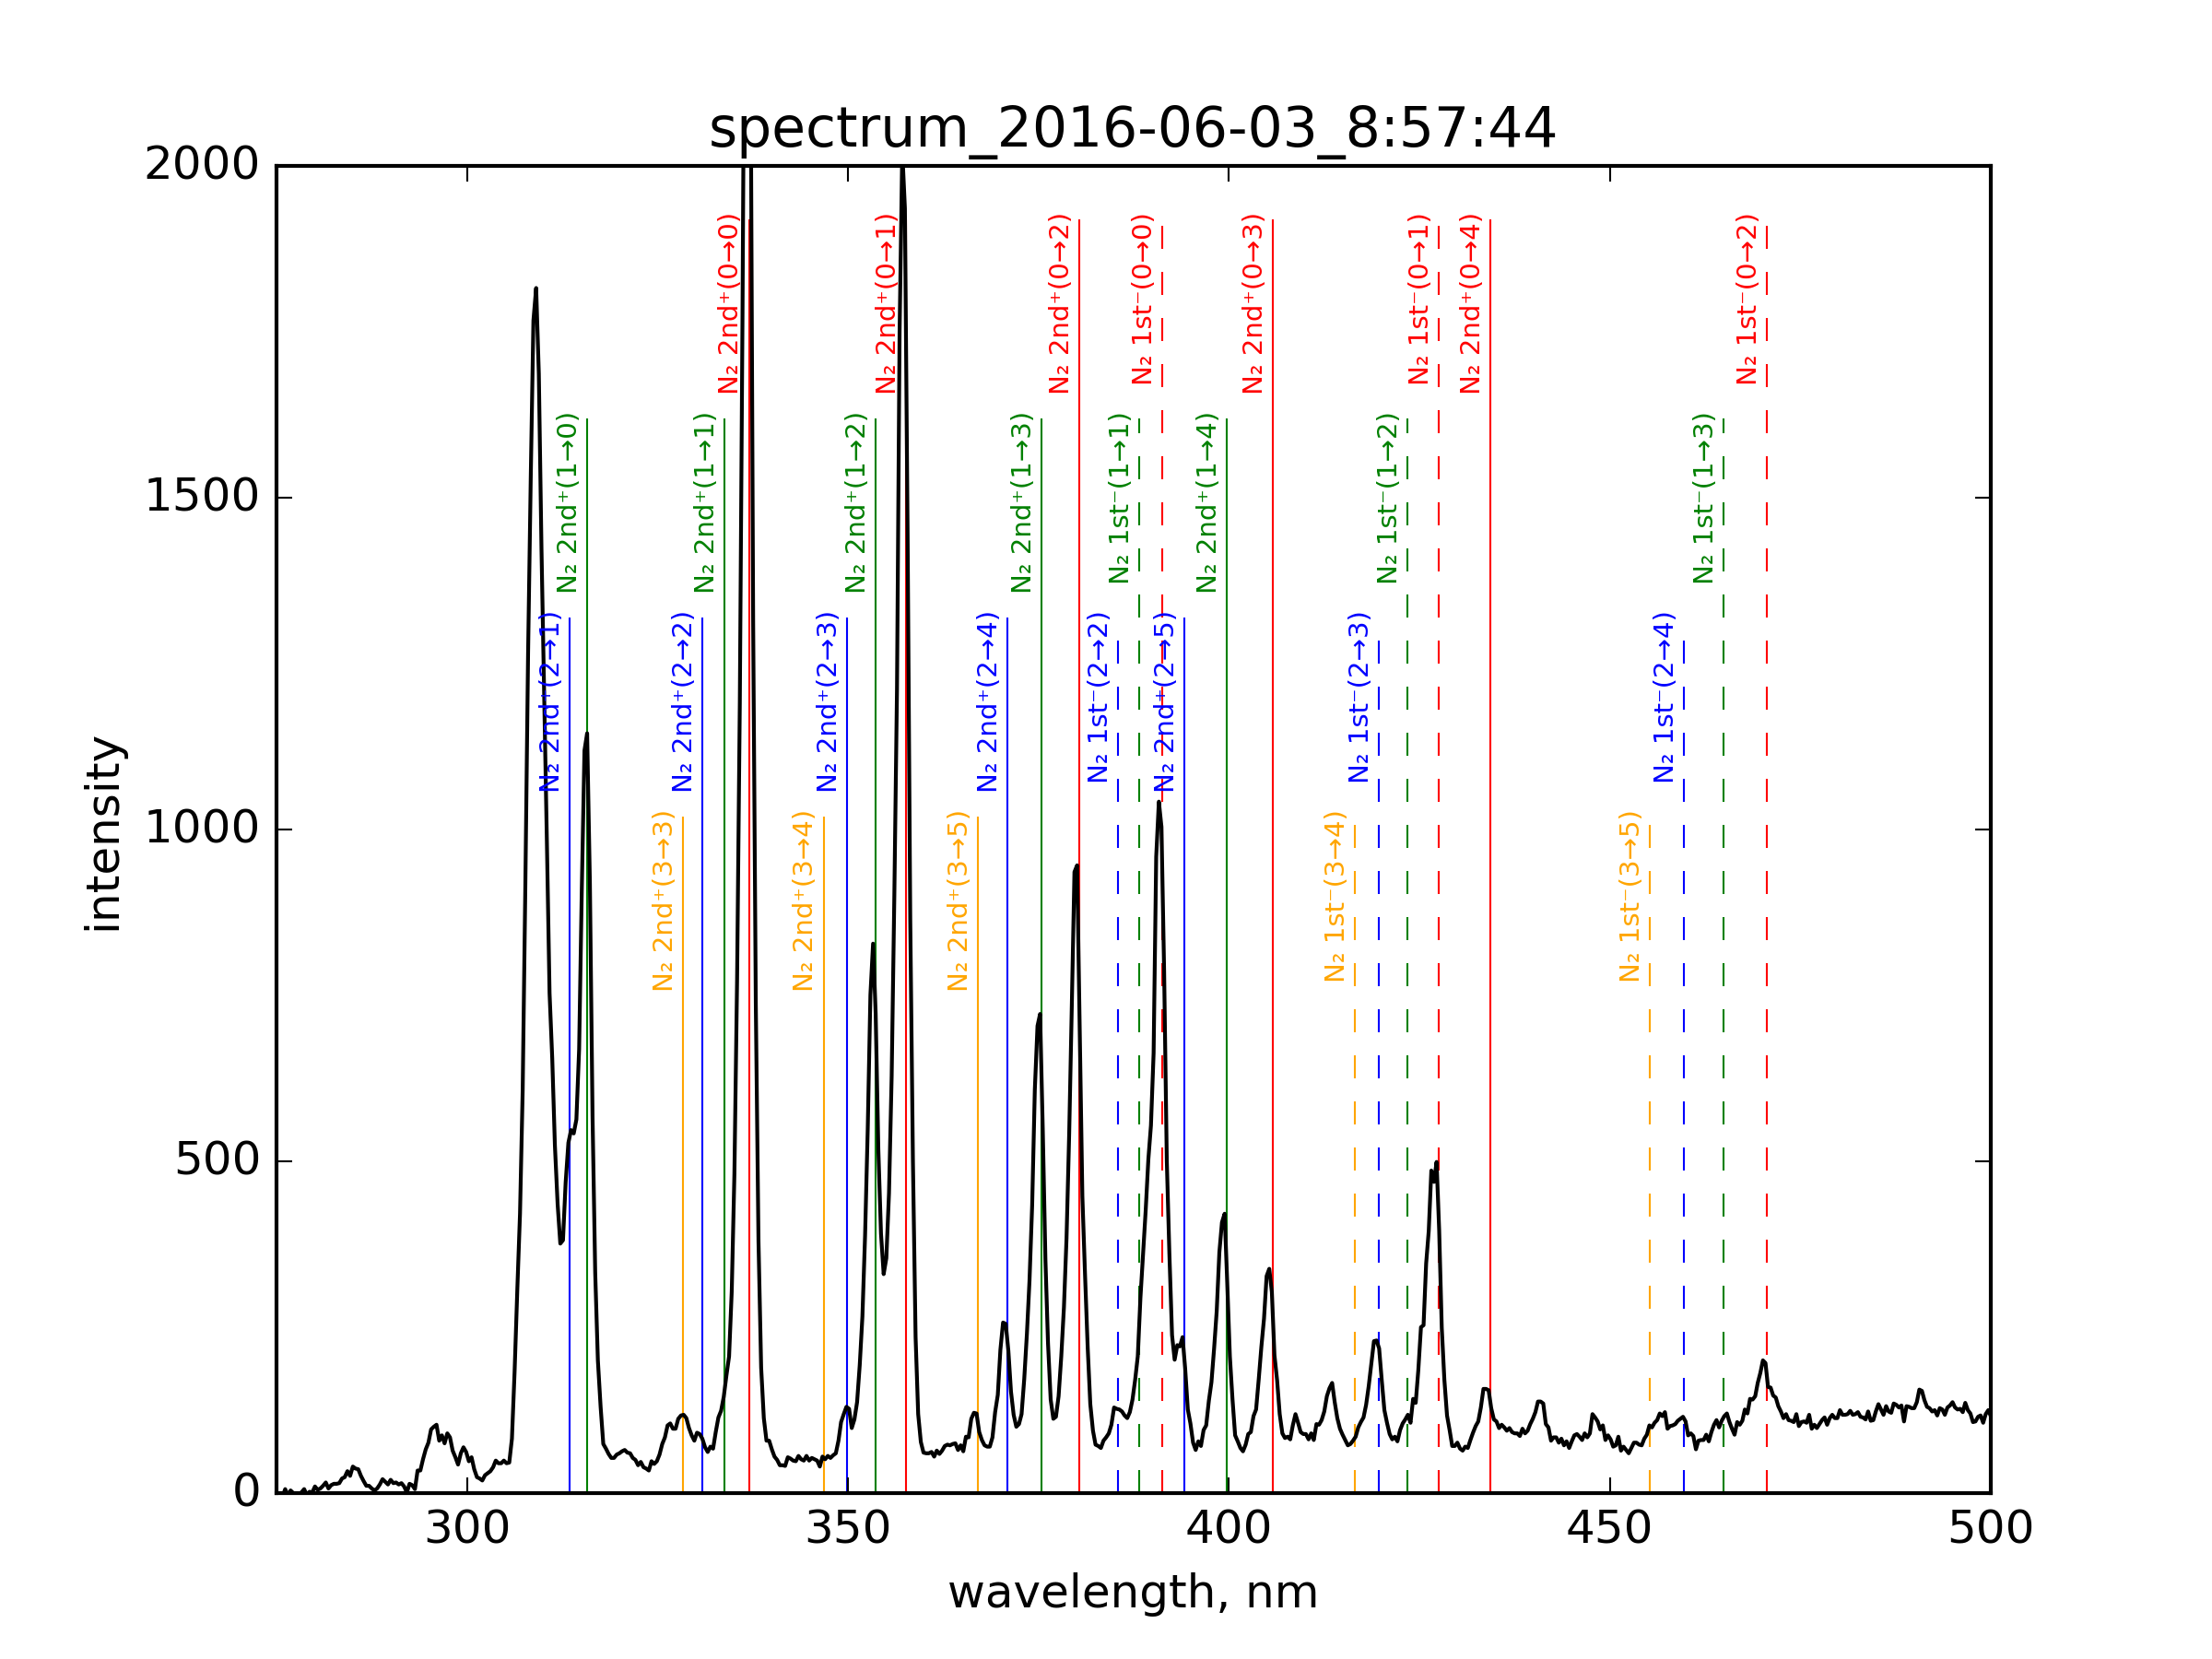 spectrum_2016-06-03_8:57:44
2000
1500
1000
500
0
intensity
N₂ 2nd⁺(0→0)
N₂ 2nd⁺(0→1)
N₂ 2nd⁺(0→2)
N₂ 1st⁻(0→0)
N₂ 2nd⁺(0→3)
N₂ 1st⁻(0→1)
N₂ 2nd⁺(0→4)
N₂ 1st⁻(0→2)
N₂ 2nd⁺(1→0)
N₂ 2nd⁺(1→1)
N₂ 2nd⁺(1→2)
N₂ 2nd⁺(1→3)
N₂ 1st⁻(1→1)
N₂ 2nd⁺(1→4)
N₂ 1st⁻(1→2)
N₂ 1st⁻(1→3)
N₂ 2nd⁺(2→1)
N₂ 2nd⁺(2→2)
N₂ 2nd⁺(2→3)
N₂ 2nd⁺(2→4)
N₂ 1st⁻(2→2)
N₂ 2nd⁺(2→5)
N₂ 1st⁻(2→3)
N₂ 1st⁻(2→4)
N₂ 2nd⁺(3→3)
N₂ 2nd⁺(3→4)
N₂ 2nd⁺(3→5)
N₂ 1st⁻(3→4)
N₂ 1st⁻(3→5)
300
350
400
450
500
wavelength, nm